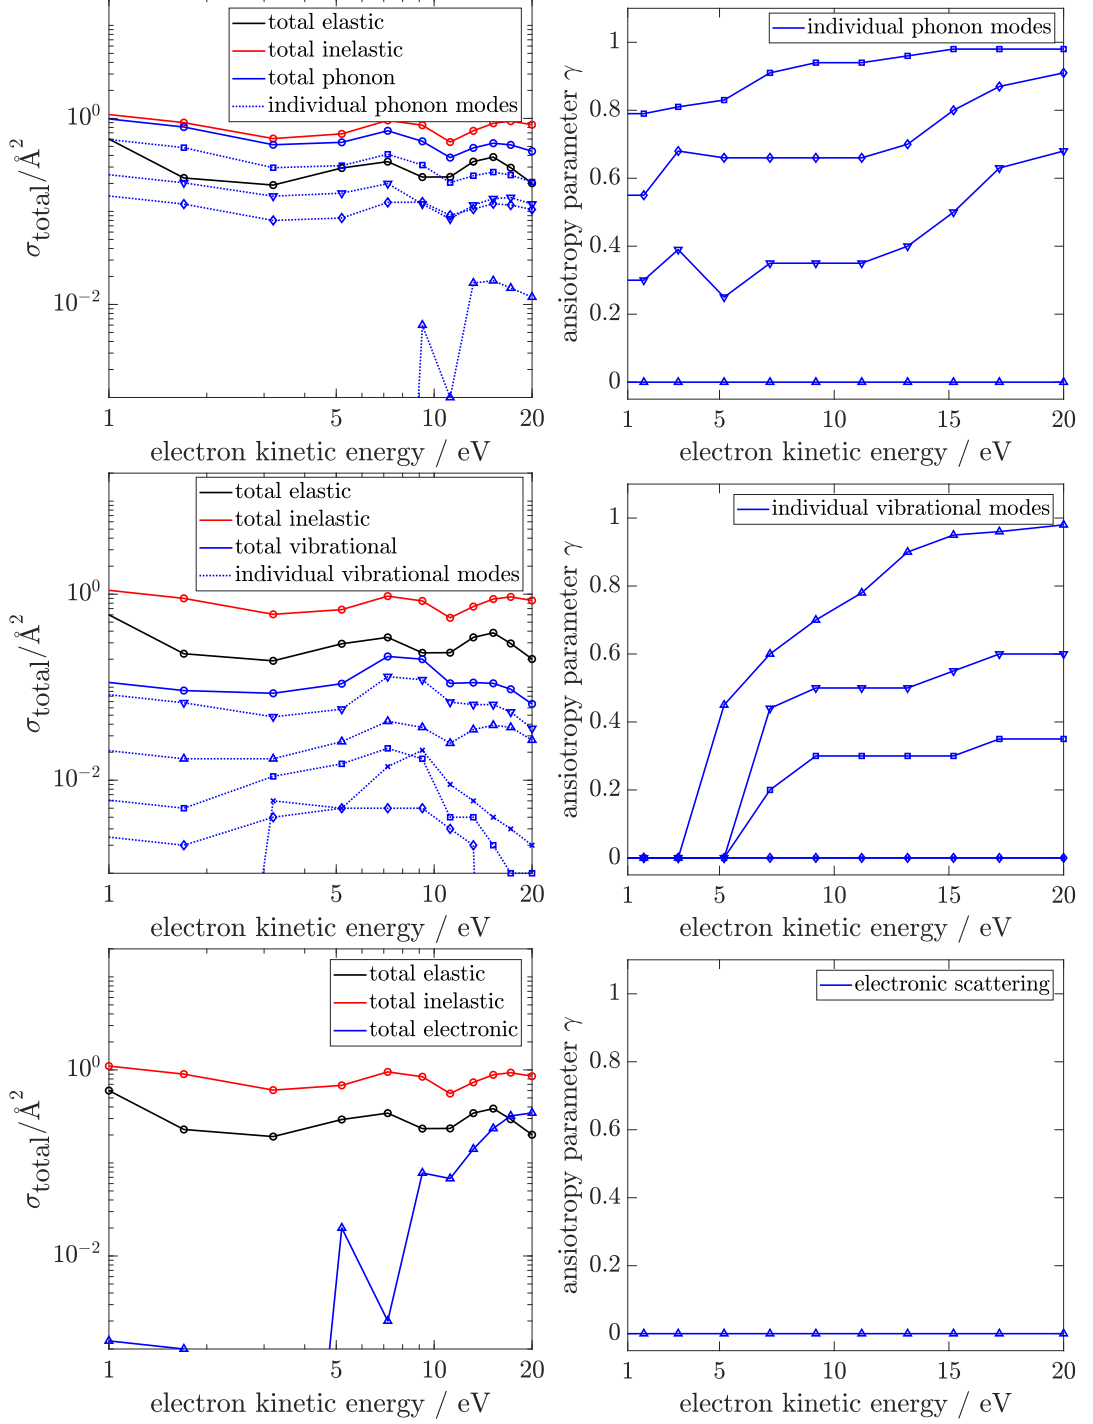 total elastic
total inelastic
total phonon
individual phonon modes
10^0
10^{-2}
σ_total/Å^2
1
5
10
20
electron kinetic energy / eV
individual phonon modes
1
0.8
0.6
0.4
0.2
0
ansiotropy parameter γ
1
5
10
15
20
electron kinetic energy / eV
total elastic
total inelastic
total vibrational
individual vibrational modes
10^0
10^{-2}
σ_total/Å^2
1
5
10
20
electron kinetic energy / eV
individual vibrational modes
1
0.8
0.6
0.4
0.2
0
ansiotropy parameter γ
1
5
10
15
20
electron kinetic energy / eV
total elastic
total inelastic
total electronic
10^0
10^{-2}
σ_total/Å^2
1
5
10
20
electron kinetic energy / eV
electronic scattering
1
0.8
0.6
0.4
0.2
0
ansiotropy parameter γ
1
5
10
15
20
electron kinetic energy / eV